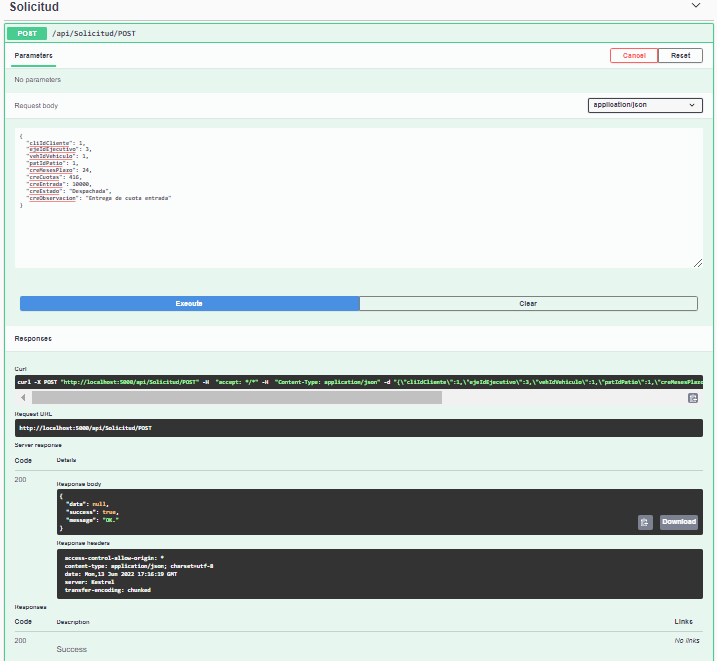 Solicitud
POST /api/Solicitud/POST
Parameters Cancel Reset
No parameters
Request body application/json
{
"cliIdCliente": 1,
"ejeIdEjecutivo": 3,
"vehIdVehiculo": 1,
"patIdPatio": 1,
"creMesesPlazo": 24,
"creCuotas": 416,
"creEntrada": 10000,
"creEstado": "Despachada",
"creObservacion": "Entrega de cuota entrada"
}
Execute Clear
Responses
Curl
curl -X POST "http://localhost:5000/api/Solicitud/POST" -H "accept: */*" -H "Content-Type: application/json" -d "{\"cliIdCliente\":1,\"ejeIdEjecutivo\":3,\"vehIdVehiculo\":1,\"patIdPatio\":1,\"creMesesPlazo
Request URL
http://localhost:5000/api/Solicitud/POST
Server response
Code Details
200
Response body
{
"data": null,
"success": true,
"message": "OK."
}
Download
Response headers
access-control-allow-origin: *
content-type: application/json; charset=utf-8
date: Mon,13 Jun 2022 17:16:19 GMT
server: Kestrel
transfer-encoding: chunked
Responses
Code Description Links
200 No links
Success